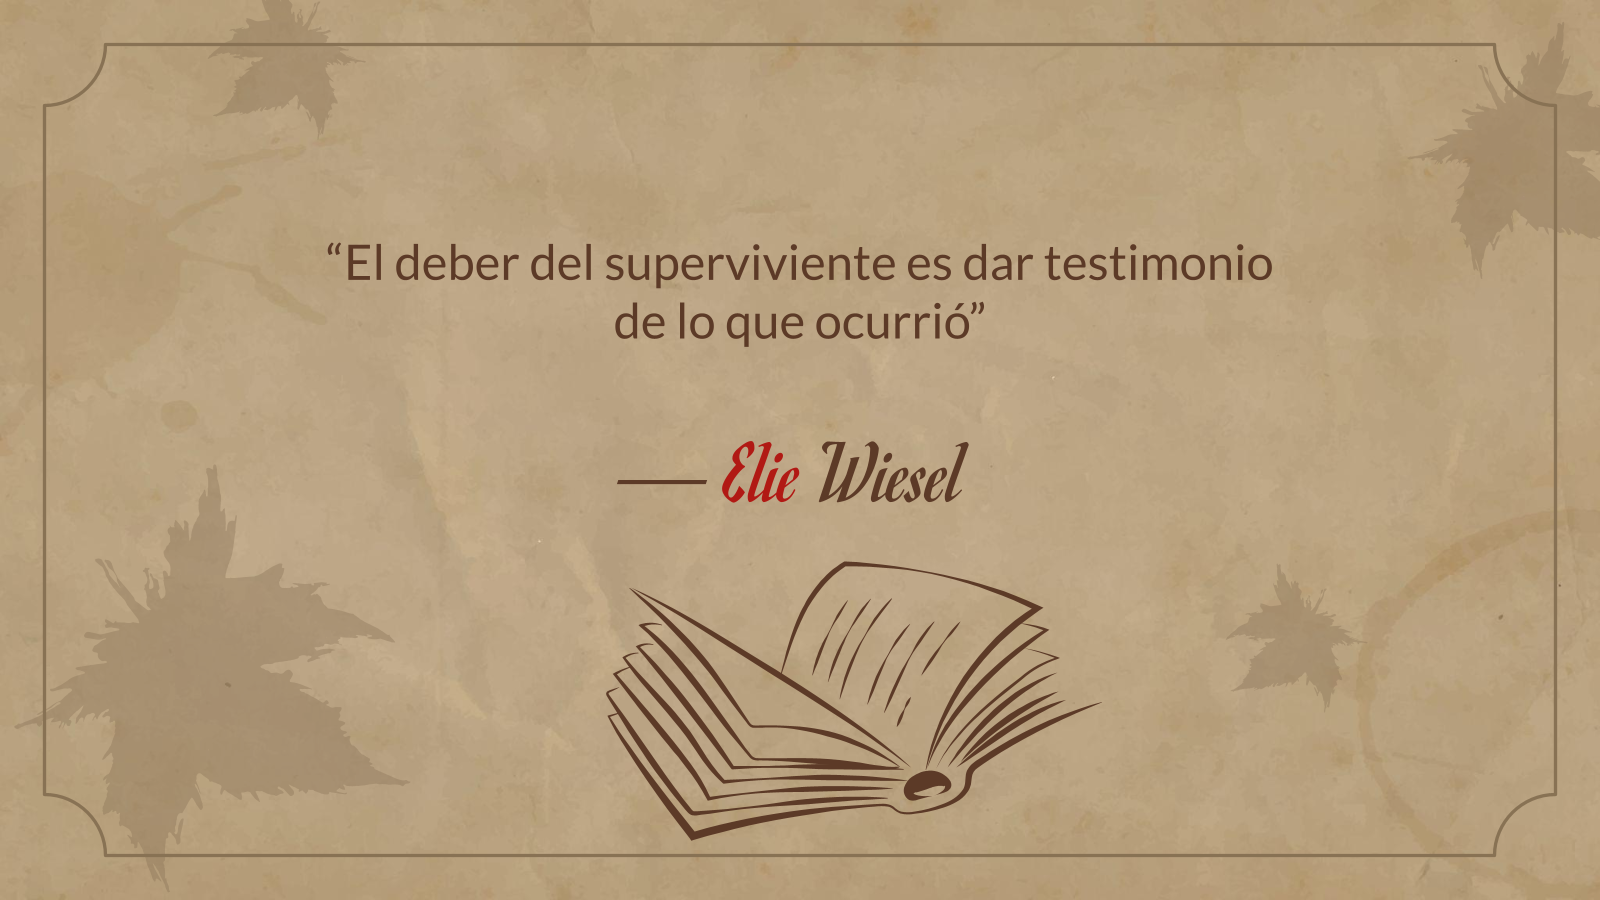 “El deber del superviviente es dar testimonio
de lo que ocurrió”
— Elie Wiesel